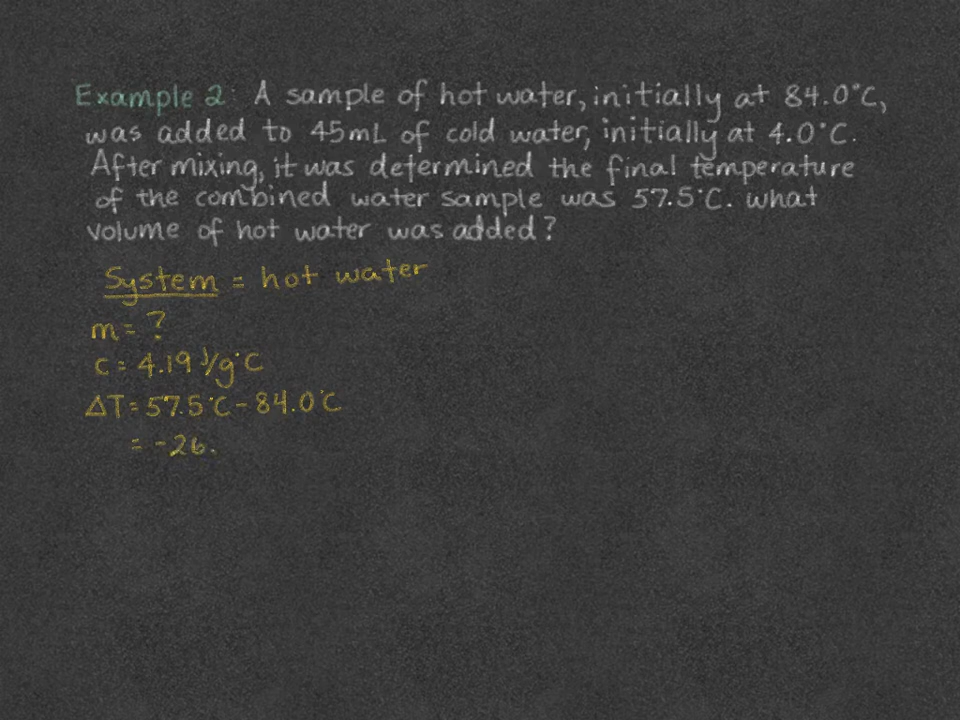 Example 2: A sample of hot water, initially at 84.0°C,
was added to 45mL of cold water, initially at 4.0°C.
After mixing, it was determined the final temperature
of the combined water sample was 57.5°C. what
volume of hot water was added?
System = hot water
m = ?
c = 4.19 J/g°C
ΔT = 57.5°C - 84.0°C
= -26.